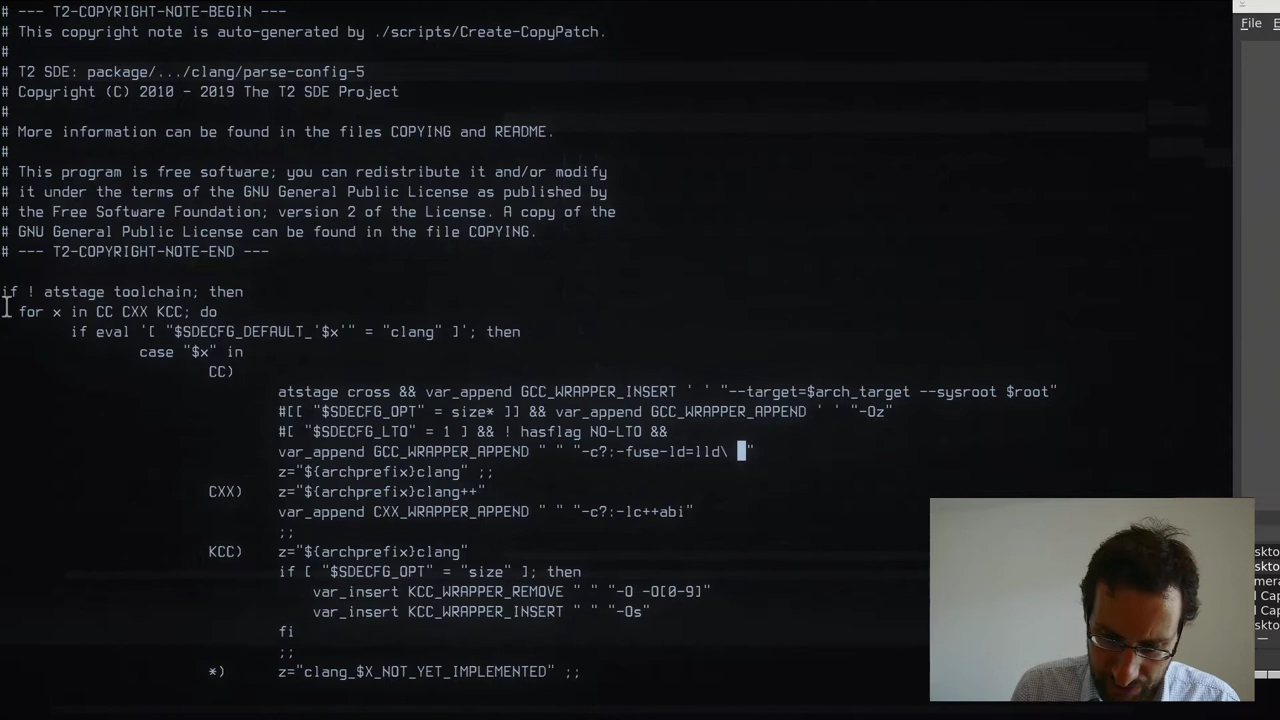 # --- T2-COPYRIGHT-NOTE-BEGIN ---
# This copyright note is auto-generated by ./scripts/Create-CopyPatch.
#
# T2 SDE: package/.../clang/parse-config-5
# Copyright (C) 2010 - 2019 The T2 SDE Project
#
# More information can be found in the files COPYING and README.
#
# This program is free software; you can redistribute it and/or modify
# it under the terms of the GNU General Public License as published by
# the Free Software Foundation; version 2 of the License. A copy of the
# GNU General Public License can be found in the file COPYING.
# --- T2-COPYRIGHT-NOTE-END ---
if ! atstage toolchain; then
for x in CC CXX KCC; do
if eval '[ "$SDECFG_DEFAULT_'$x'" = "clang" ]'; then
case "$x" in
CC)
atstage cross && var_append GCC_WRAPPER_INSERT ' ' "--target=$arch_target --sysroot $root"
#[[ "$SDECFG_OPT" = size* ]] && var_append GCC_WRAPPER_APPEND ' ' "-Oz"
#[ "$SDECFG_LTO" = 1 ] && ! hasflag NO-LTO &&
var_append GCC_WRAPPER_APPEND " " "-c?:-fuse-ld=lld\ "
z="${archprefix}clang" ;;
CXX) z="${archprefix}clang++"
var_append CXX_WRAPPER_APPEND " " "-c?:-lc++abi"
;;
KCC) z="${archprefix}clang"
if [ "$SDECFG_OPT" = "size" ]; then
var_insert KCC_WRAPPER_REMOVE " " "-O -O[0-9]"
var_insert KCC_WRAPPER_INSERT " " "-Os"
fi
;;
*) z="clang_$X_NOT_YET_IMPLEMENTED" ;;
File